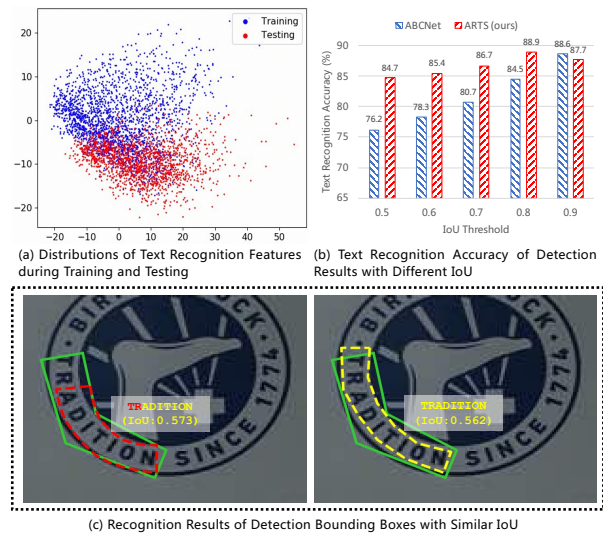 Training
Testing
20
10
0
−10
−20
−20 −10 0 10 20 30 40 50
(a) Distributions of Text Recognition Features
during Training and Testing
ABCNet ARTS (ours)
Text Recognition Accuracy (%)
90
85
80
75
70
65
76.2 84.7 78.3 85.4 80.7 86.7 84.5 88.9 88.6 87.7
0.5 0.6 0.7 0.8 0.9
IoU Threshold
(b) Text Recognition Accuracy of Detection
Results with Different IoU
TRADITION SINCE 1774
TRADITION
(IoU:0.573)
TRADITION SINCE 1774
TRADITION
(IoU:0.562)
(c) Recognition Results of Detection Bounding Boxes with Similar IoU